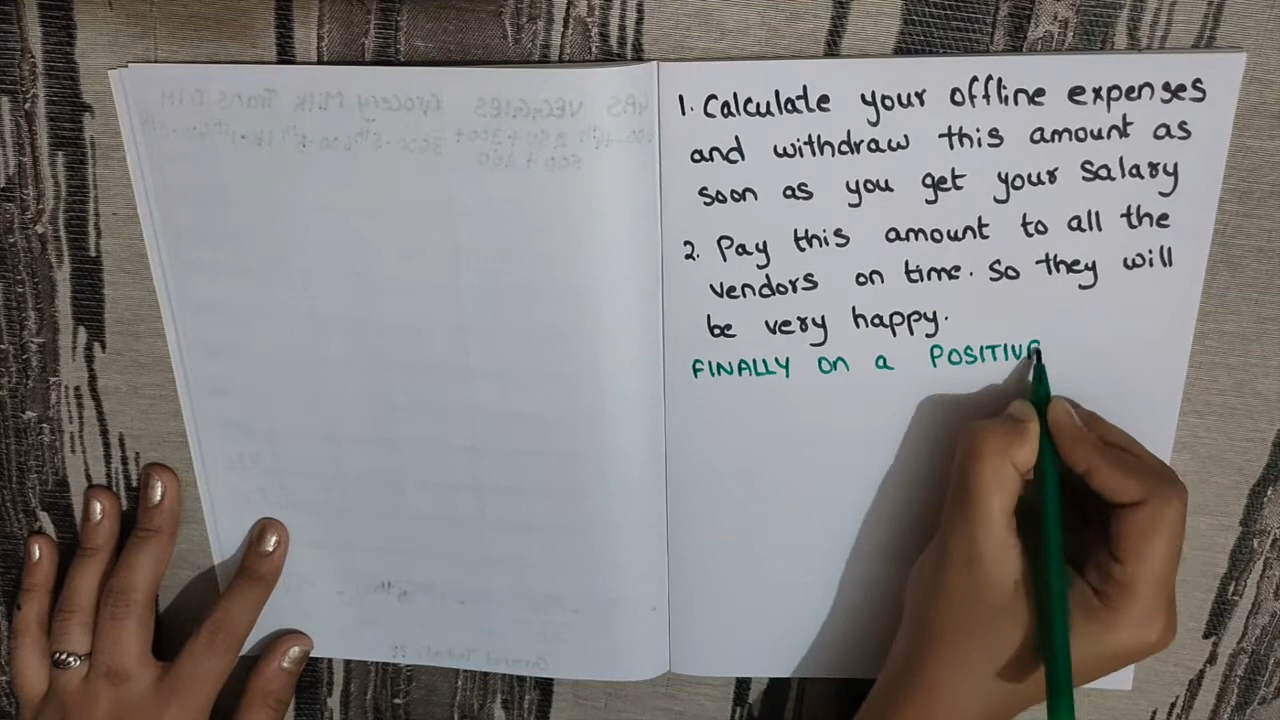 1. Calculate your offline expenses
and withdraw this amount as
soon as you get your salary
2. Pay this amount to all the
vendors on time. So they will
be very happy.
FINALLY ON a POSITIVE